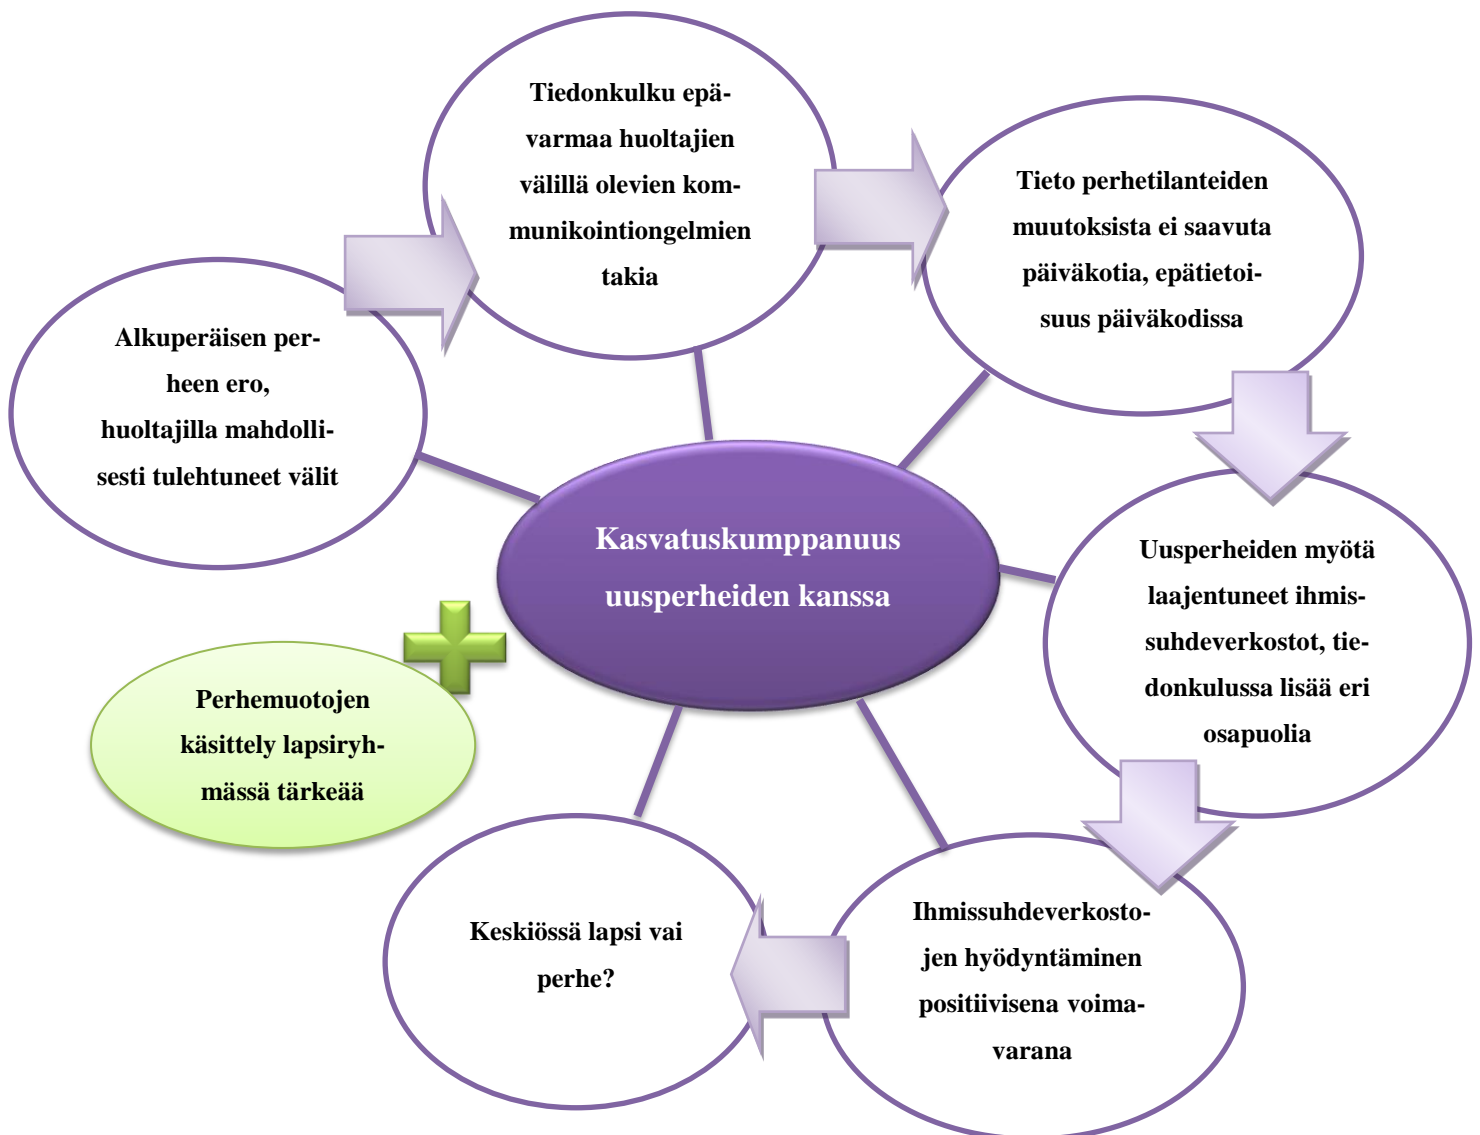 Tiedonkulku epä-
varmaa huoltajien
välillä olevien kom-
munikointiongelmien
takia
Tieto perhetilanteiden
muutoksista ei saavuta
päiväkotia, epätietoi-
suus päiväkodissa
Alkuperäisen per-
heen ero,
huoltajilla mahdolli-
sesti tulehtuneet välit
Kasvatuskumppanuus
uusperheiden kanssa
Uusperheiden myötä
laajentuneet ihmis-
suhdeverkostot, tie-
donkulussa lisää eri
osapuolia
Perhemuotojen
käsittely lapsiryh-
mässä tärkeää
Keskiössä lapsi vai
perhe?
Ihmissuhdeverkosto-
jen hyödyntäminen
positiivisena voima-
varana